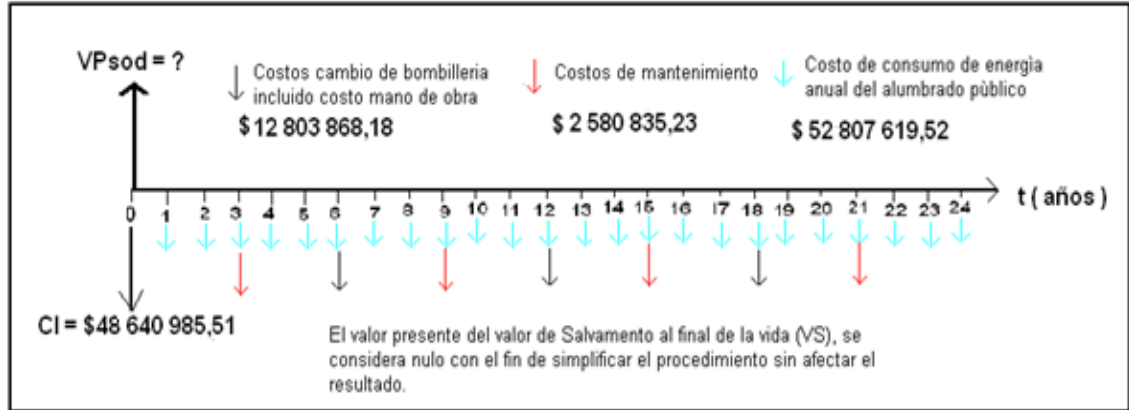 VPsod = ?
Costos cambio de bombilleria
incluido costo mano de obra
$ 12 803 868,18
Costos de mantenimiento
$ 2 580 835,23
Costo de consumo de energìa
anual del alumbrado pùblico
$ 52 807 619,52
t ( años )
0 1 2 3 4 5 6 7 8 9 10 11 12 13 14 15 16 17 18 19 20 21 22 23 24
CI = $48 640 985,51
El valor presente del valor de Salvamento al final de la vida (VS), se
considera nulo con el fin de simplificar el procedimiento sin afectar el
resultado.